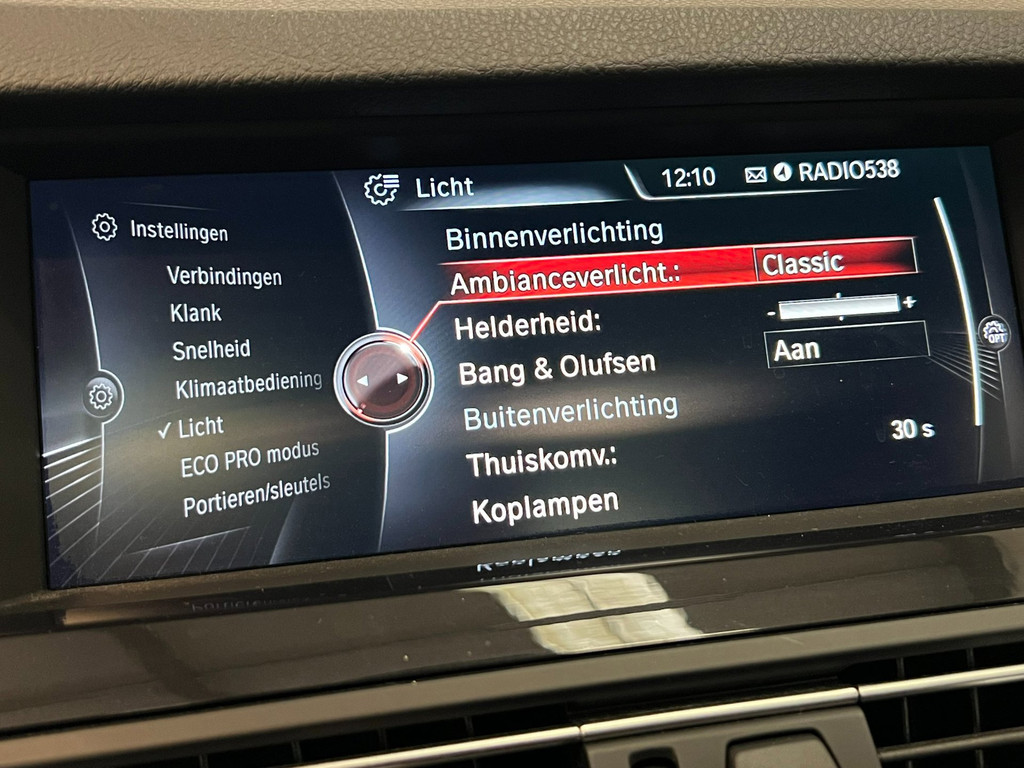 Licht
12:10 4 RADIO538
Instellingen
Verbindingen
Klank
Snelheid
Klimaatbediening
✓ Licht
ECO PRO modus
Portieren/sleutels
Binnenverlichting
Ambianceverlicht.: Classic
Helderheid: - +
Bang & Olufsen Aan
Buitenverlichting
Thuiskomv.: 30 s
Koplampen
OPT